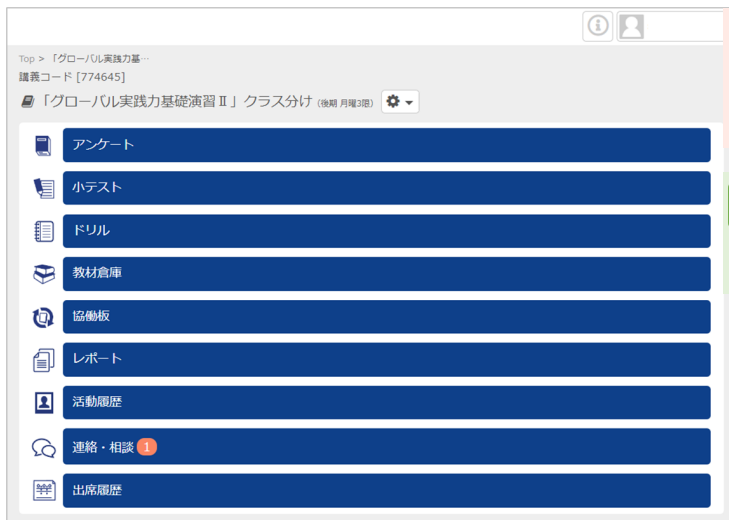 Top > 「グローバル実践力基…
講義コード [774645]
「グローバル実践力基礎演習Ⅱ」クラス分け (後期 月曜3限)
アンケート
小テスト
ドリル
教材倉庫
協働板
レポート
活動履歴
連絡・相談 1
出席履歴